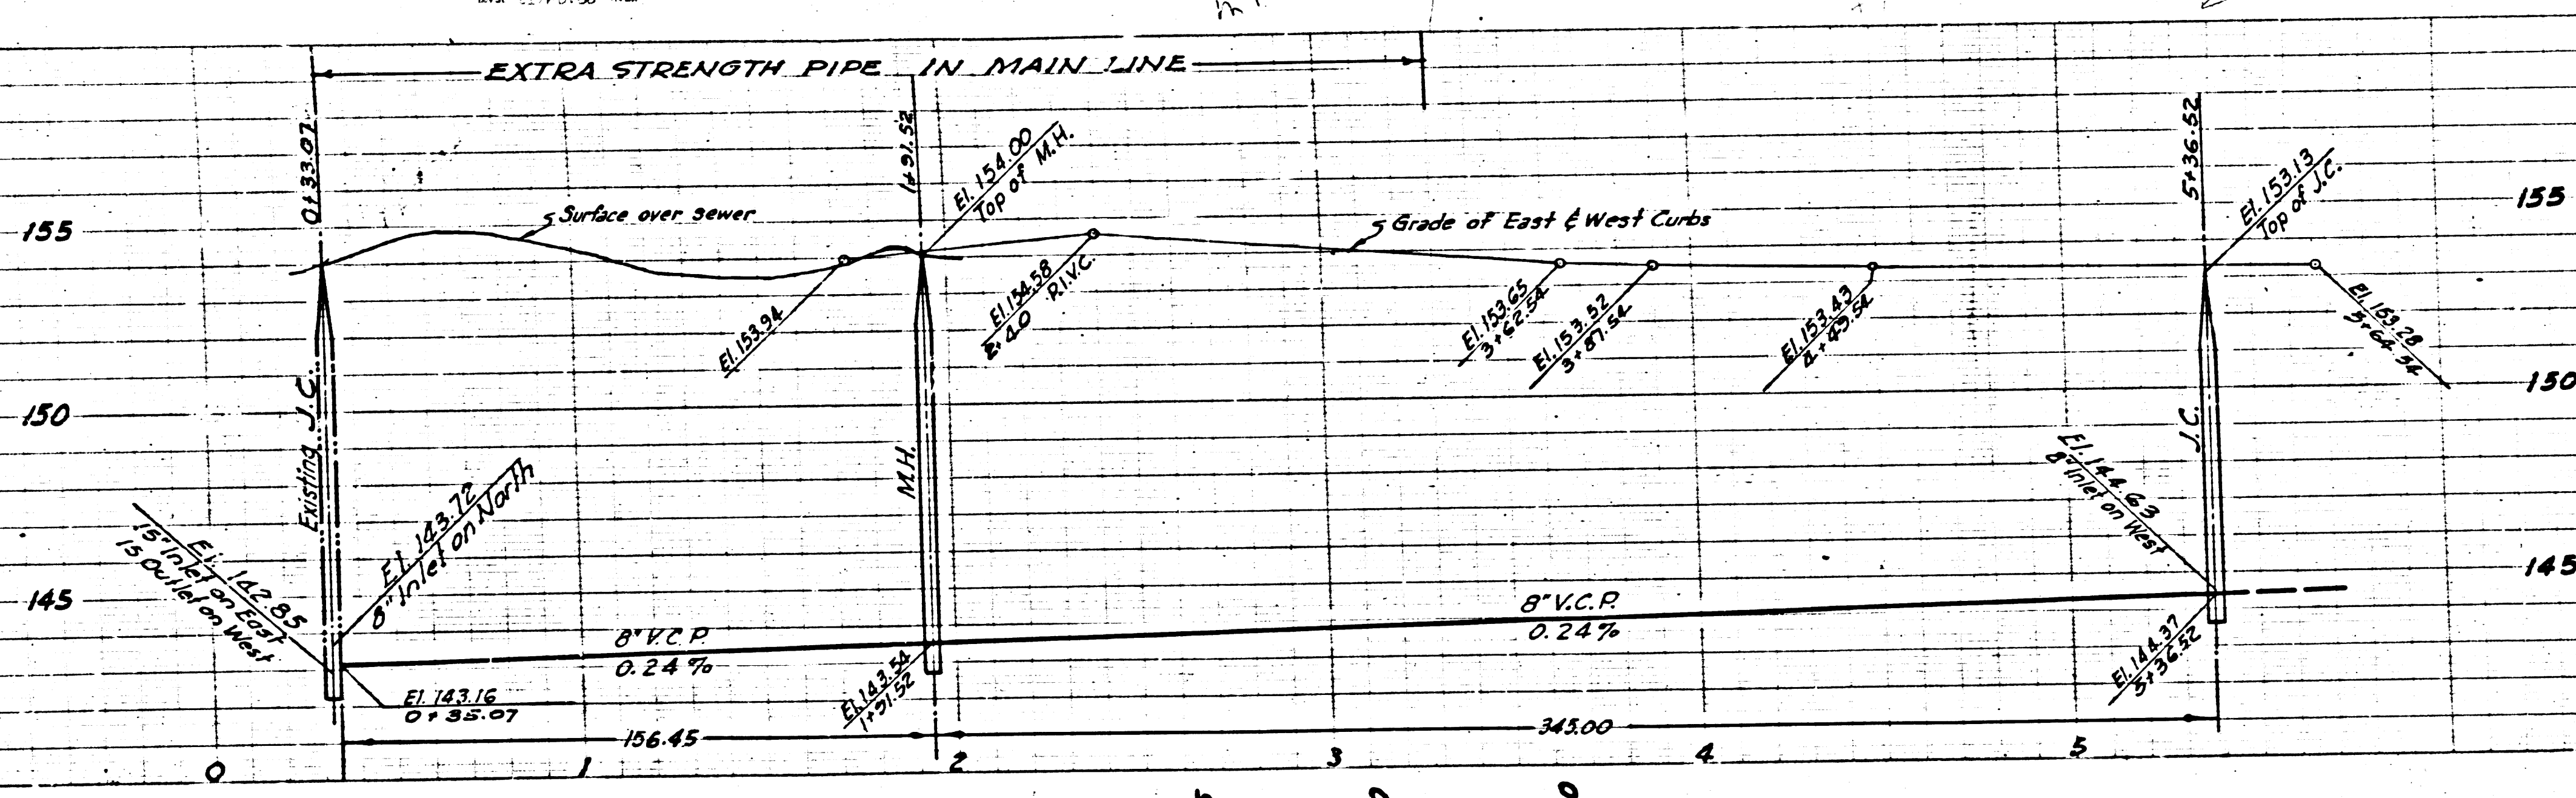 EXTRA STRENGTH PIPE IN MAIN LINE
0+33.07
1+91.52
5+36.52
El. 154.00
Top of M.H.
El. 153.13
Top of J.C.
155
Surface over sewer
Grade of East & West Curbs
155
El. 153.94
El. 154.58
2+40 P.I.V.C.
El. 153.65
3+62.54
El. 153.52
3+87.54
El. 153.43
4+49.54
El. 153.28
5+64.54
150
150
Existing J.C.
M.H.
J.C.
El. 142.85
15" Inlet on East
15 Outlet on West
El. 143.72
8" Inlet on North
El. 144.63
8" Inlet on West
145
145
8" V.C.P.
0.24%
8" V.C.P.
0.24%
El. 143.16
0+35.07
El. 143.54
1+91.52
El. 144.37
5+36.52
156.45
345.00
0
1
2
3
4
5